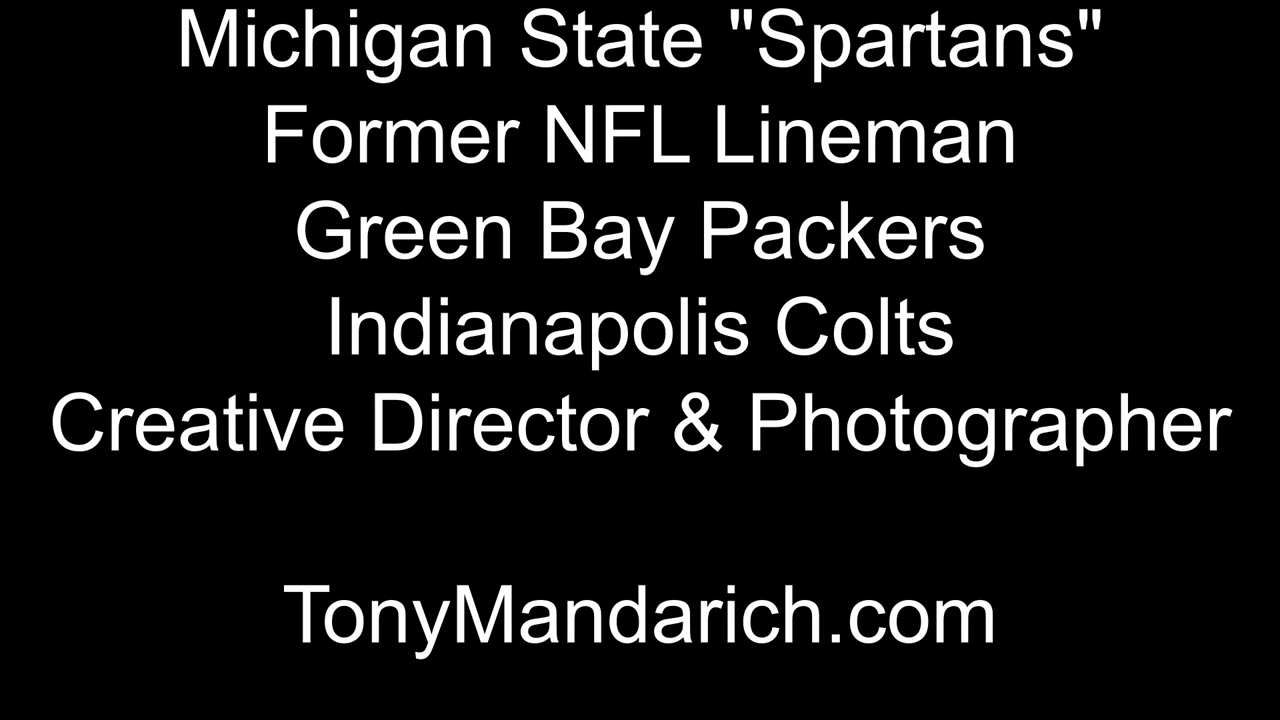 Michigan State "Spartans"
Former NFL Lineman
Green Bay Packers
Indianapolis Colts
Creative Director & Photographer
TonyMandarich.com